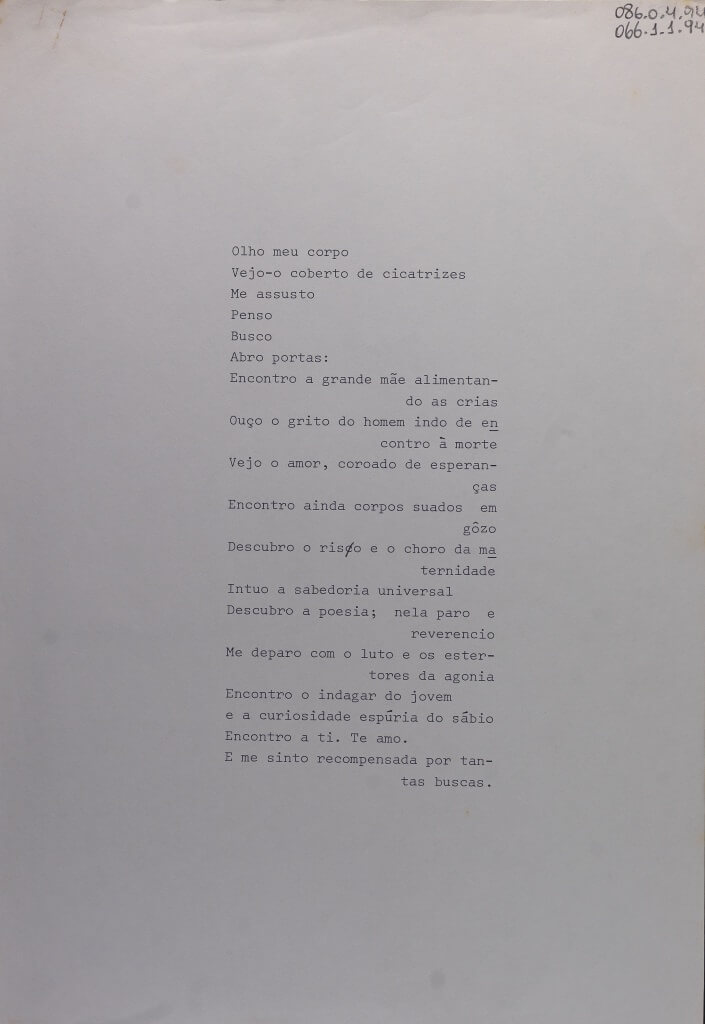 086.0.4.94
066.1.1.94
Olho meu corpo
Vejo-o coberto de cicatrizes
Me assusto
Penso
Busco
Abro portas:
Encontro a grande mãe alimentan-
do as crias
Ouço o grito do homem indo de en
contro à morte
Vejo o amor, coroado de esperan-
ças
Encontro ainda corpos suados em
gôzo
Descubro o riso e o choro da ma
ternidade
Intuo a sabedoria universal
Descubro a poesia; nela paro e
reverencio
Me deparo com o luto e os ester-
tores da agonia
Encontro o indagar do jovem
e a curiosidade espúria do sábio
Encontro a ti. Te amo.
E me sinto recompensada por tan-
tas buscas.